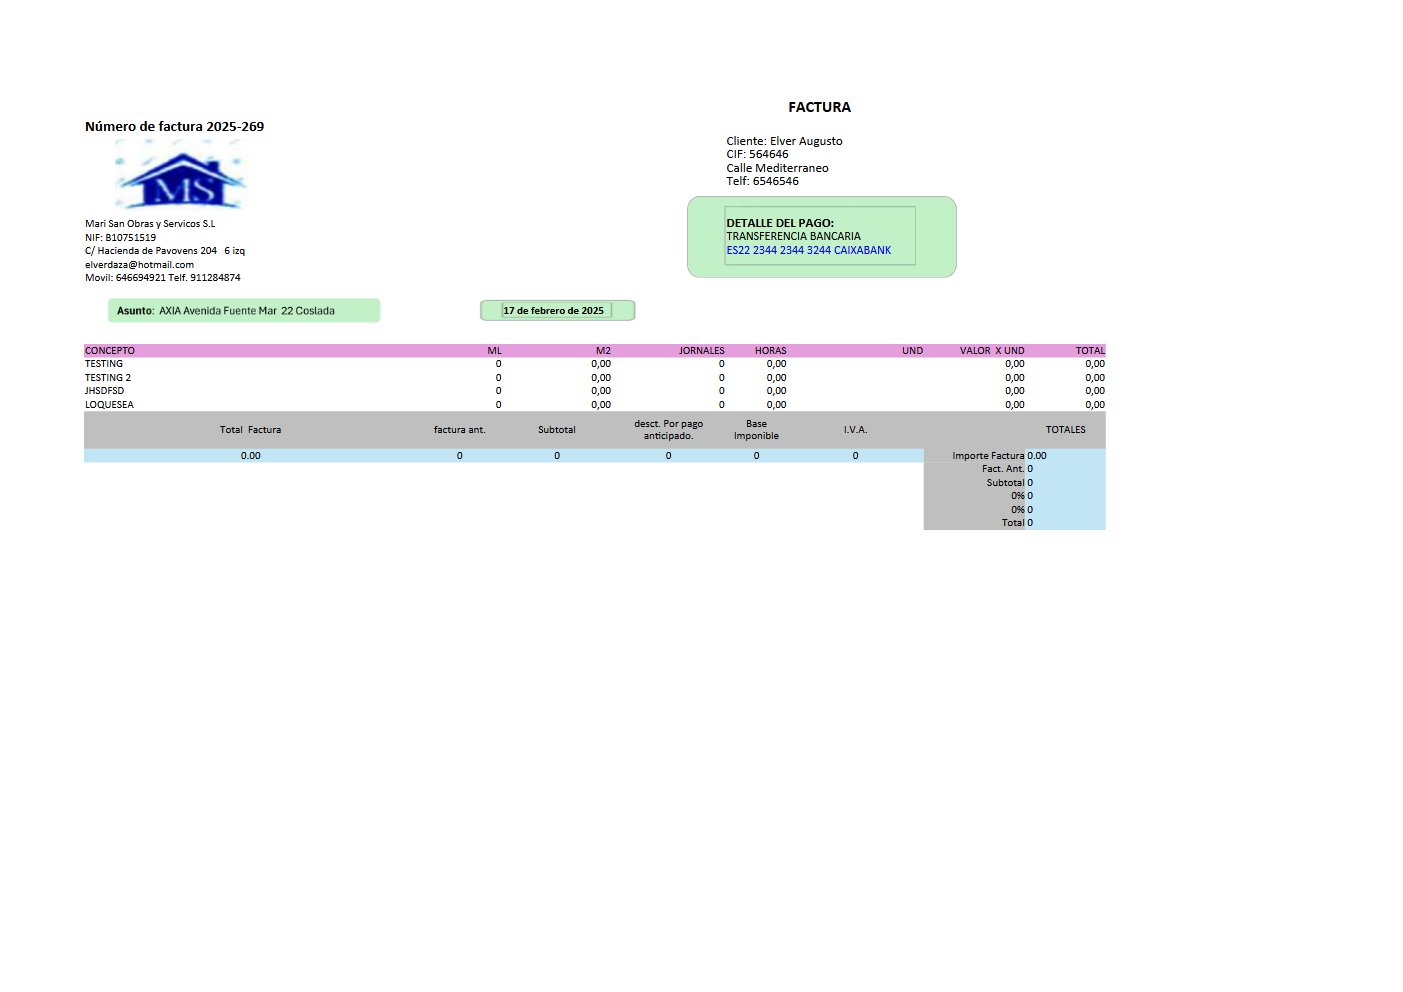 FACTURA
Número de factura 2025-269
MS
Mari San Obras y Servicos S.L
NIF: B10751519
C/ Hacienda de Pavovens 204 6 izq
elverdaza@hotmail.com
Movil: 646694921 Telf. 911284874
Cliente: Elver Augusto
CIF: 564646
Calle Mediterraneo
Telf: 6546546
DETALLE DEL PAGO:
TRANSFERENCIA BANCARIA
ES22 2344 2344 3244 CAIXABANK
Asunto: AXIA Avenida Fuente Mar 22 Coslada
17 de febrero de 2025
CONCEPTO ML M2 JORNALES HORAS UND VALOR X UND TOTAL
TESTING 0 0,00 0 0,00 0,00 0,00
TESTING 2 0 0,00 0 0,00 0,00 0,00
JHSDFSD 0 0,00 0 0,00 0,00 0,00
LOQUESEA 0 0,00 0 0,00 0,00 0,00
Total Factura factura ant. Subtotal desct. Por pago anticipado. Base Imponible I.V.A. TOTALES
0.00 0 0 0 0 0 Importe Factura 0.00
Fact. Ant. 0
Subtotal 0
0% 0
0% 0
Total 0